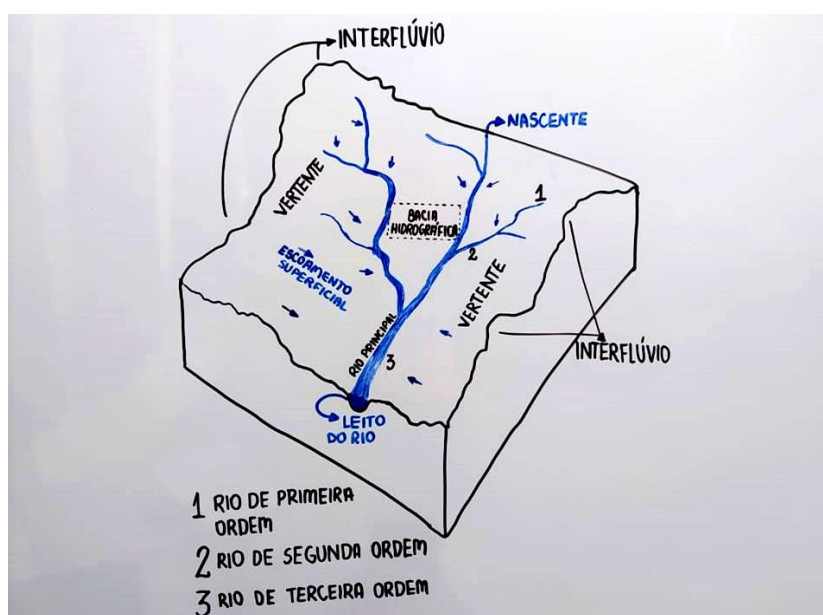 INTERFLÚVIO
NASCENTE
1
VERTENTE
BACIA
HIDROGRÁFICA
2
ESCOAMENTO
SUPERFICIAL
VERTENTE
RIO PRINCIPAL
3
INTERFLÚVIO
LEITO
DO RIO
1 RIO DE PRIMEIRA
ORDEM
2 RIO DE SEGUNDA ORDEM
3 RIO DE TERCEIRA ORDEM